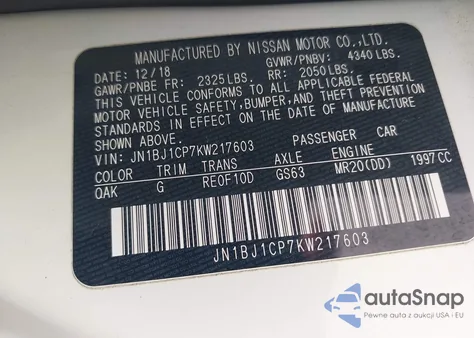 MANUFACTURED BY NISSAN MOTOR CO.,LTD.
DATE: 12/18 GVWR/PNBV: 4340 LBS.
GAWR/PNBE FR: 2325 LBS. RR: 2050 LBS.
THIS VEHICLE CONFORMS TO ALL APPLICABLE FEDERAL
MOTOR VEHICLE SAFETY, BUMPER, AND THEFT PREVENTION
STANDARDS IN EFFECT ON THE DATE OF MANUFACTURE
SHOWN ABOVE.
VIN: JN1BJ1CP7KW217603 PASSENGER CAR
COLOR TRIM TRANS AXLE ENGINE
QAK G RE0F10D GS63 MR20(DD) 1997 CC
JN1BJ1CP7KW217603
autoSnap
Pewne auta z aukcji USA i EU